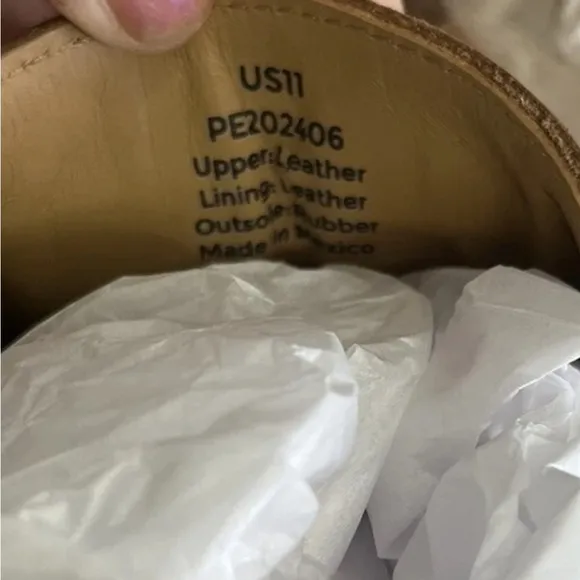 US11
PE202406
Upper: Leather
Lining: Leather
Outsole: Rubber
Made in Mexico